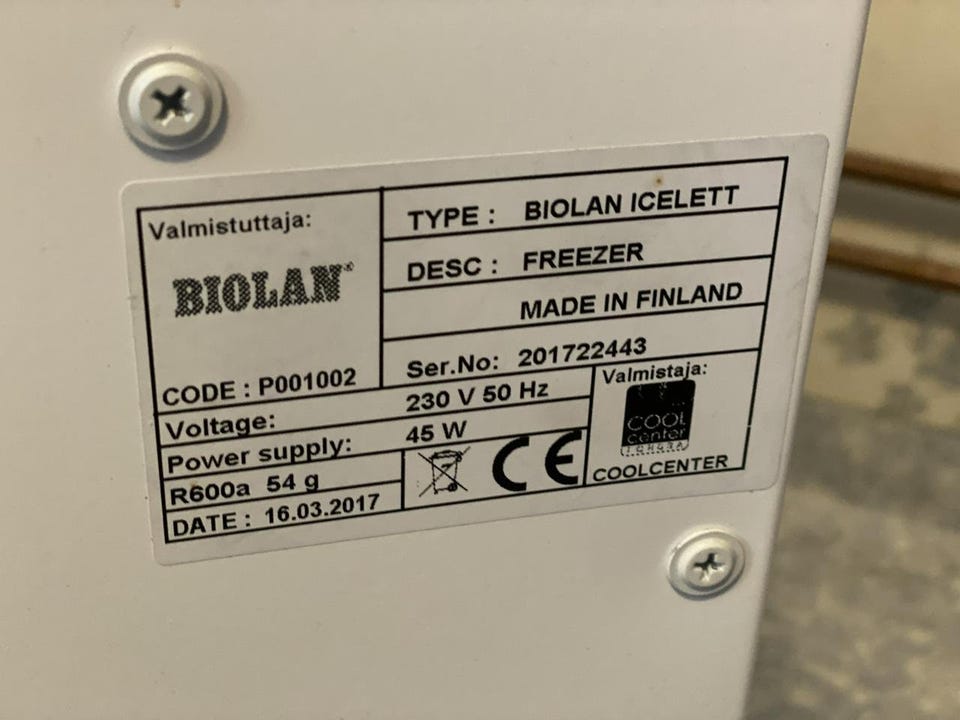 Valmistuttaja:
BIOLAN®
CODE : P001002
TYPE : BIOLAN ICELETT
DESC : FREEZER
MADE IN FINLAND
Ser.No: 201722443
Voltage: 230 V 50 Hz
Power supply: 45 W
R600a 54 g
DATE : 16.03.2017
CE
Valmistaja:
COOL
center
COOLCENTER